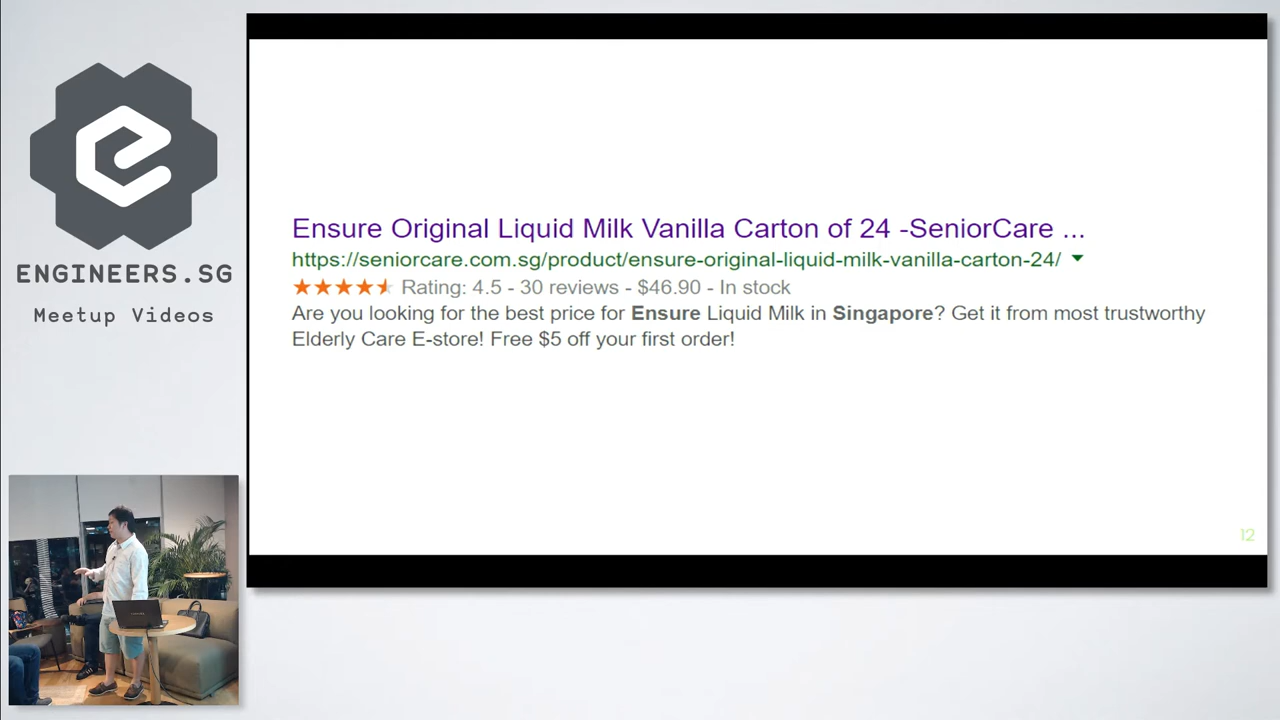 ENGINEERS.SG
Meetup Videos
Ensure Original Liquid Milk Vanilla Carton of 24 -SeniorCare ...
https://seniorcare.com.sg/product/ensure-original-liquid-milk-vanilla-carton-24/
Rating: 4.5 - 30 reviews - $46.90 - In stock
Are you looking for the best price for Ensure Liquid Milk in Singapore? Get it from most trustworthy
Elderly Care E-store! Free $5 off your first order!
12